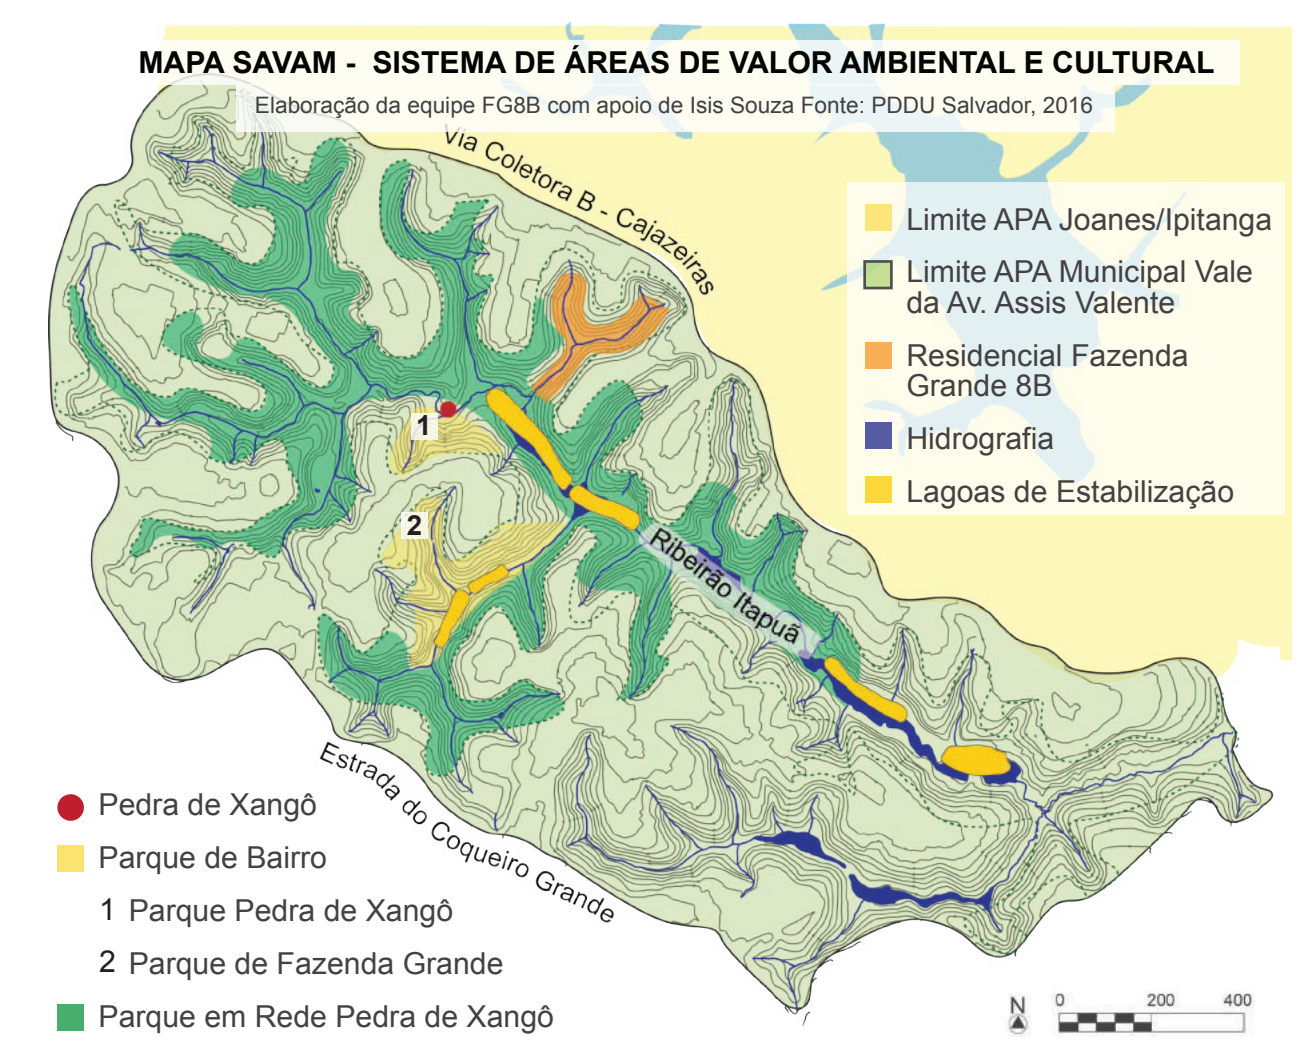 MAPA SAVAM - SISTEMA DE ÁREAS DE VALOR AMBIENTAL E CULTURAL
Elaboração da equipe FG8B com apoio de Isis Souza Fonte: PDDU Salvador, 2016
Via Coletora B - Cajazeiras
Limite APA Joanes/Ipitanga
Limite APA Municipal Vale
da Av. Assis Valente
Residencial Fazenda
Grande 8B
Hidrografia
Lagoas de Estabilização
1
2
Ribeirão Itapuã
Estrada do Coqueiro Grande
Pedra de Xangô
Parque de Bairro
1 Parque Pedra de Xangô
2 Parque de Fazenda Grande
Parque em Rede Pedra de Xangô
N
0 200 400